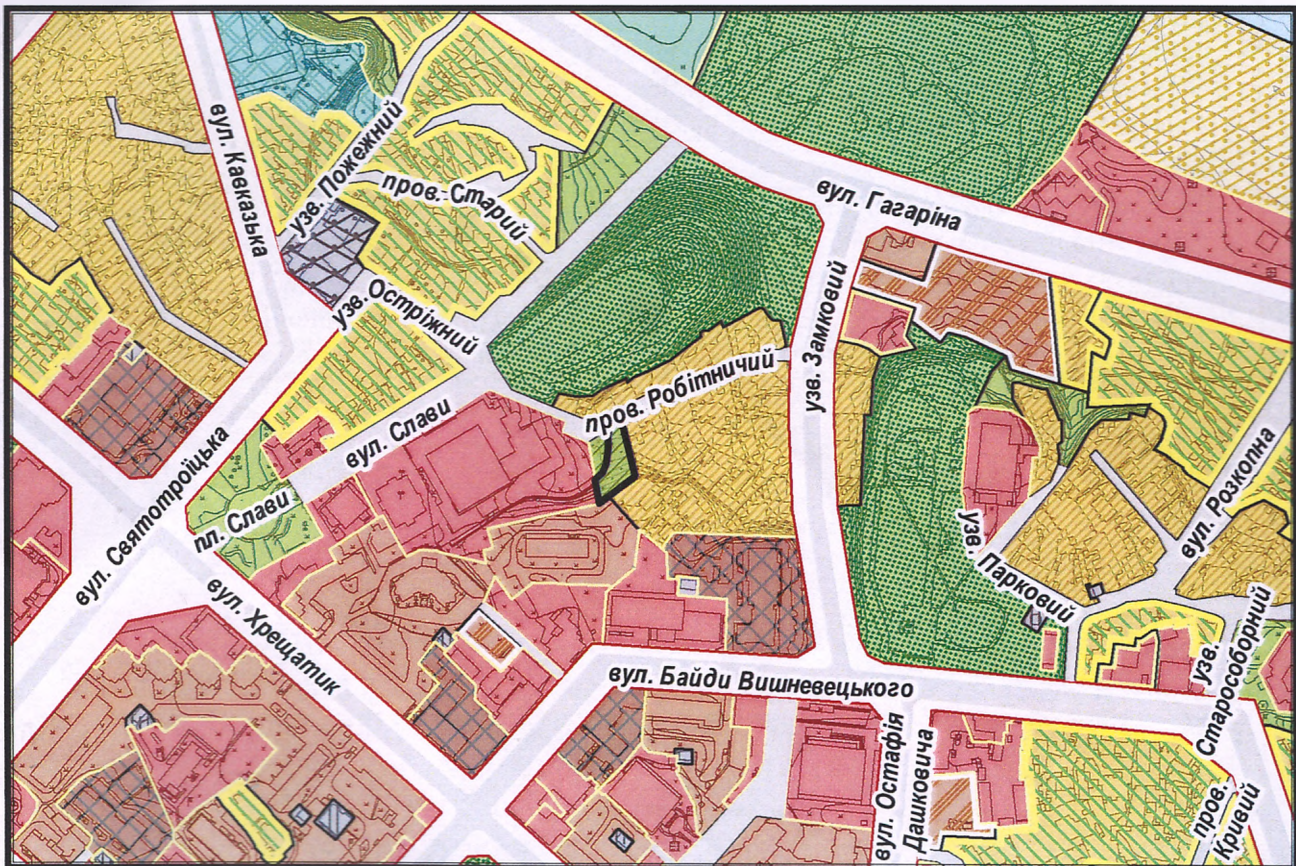 вул. Кавказька
узв. Пожежний
пров. Старий
узв. Остріжний
вул. Гагаріна
узв. Замковий
пров. Робітничий
вул. Слави
пл. Слави
вул. Святотроїцька
вул. Хрещатик
вул. Байди Вишневецького
узв. Парковий
вул. Розкопна
узв.
Старособорний
вул. Остафія
Дашковича
пров.
Кривий